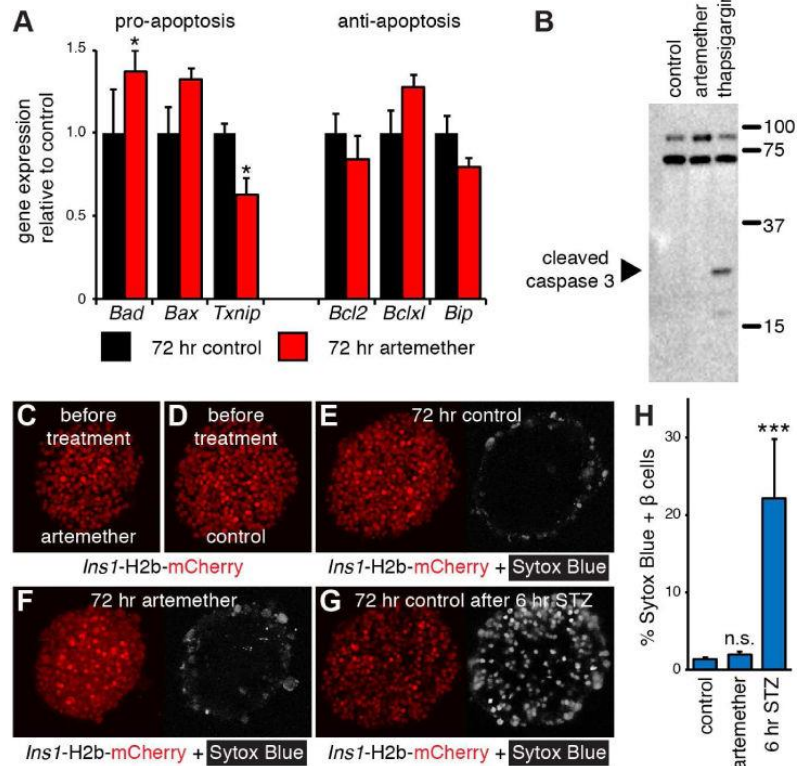 A
pro-apoptosis
anti-apoptosis
gene expression
relative to control
1.5
1.0
0.5
0
*
*
Bad
Bax
Txnip
Bcl2
Bclxl
Bip
72 hr control
72 hr artemether
B
control
artemether
thapsigargin
100
75
37
15
cleaved
caspase 3
C
before
treatment
artemether
D
before
treatment
control
Ins1-H2b-mCherry
E
72 hr control
Ins1-H2b-mCherry + Sytox Blue
F
72 hr artemether
Ins1-H2b-mCherry + Sytox Blue
G
72 hr control after 6 hr STZ
Ins1-H2b-mCherry + Sytox Blue
H
% Sytox Blue + β cells
30
20
10
0
n.s.
***
control
artemether
6 hr STZ